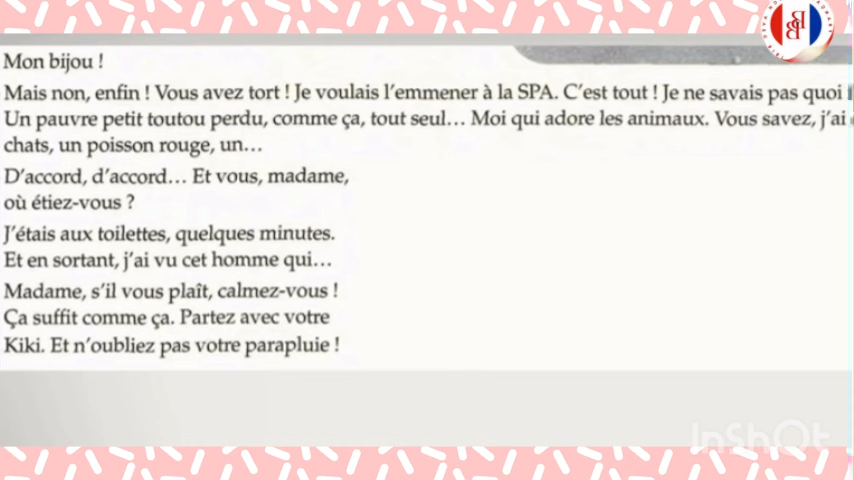 Mon bijou !
Mais non, enfin ! Vous avez tort ! Je voulais l'emmener à la SPA. C'est tout ! Je ne savais pas quoi
Un pauvre petit toutou perdu, comme ça, tout seul... Moi qui adore les animaux. Vous savez, j'ai
chats, un poisson rouge, un...
D'accord, d'accord... Et vous, madame,
où étiez-vous ?
J'étais aux toilettes, quelques minutes.
Et en sortant, j'ai vu cet homme qui...
Madame, s'il vous plaît, calmez-vous !
Ça suffit comme ça. Partez avec votre
Kiki. Et n'oubliez pas votre parapluie !
InShOt